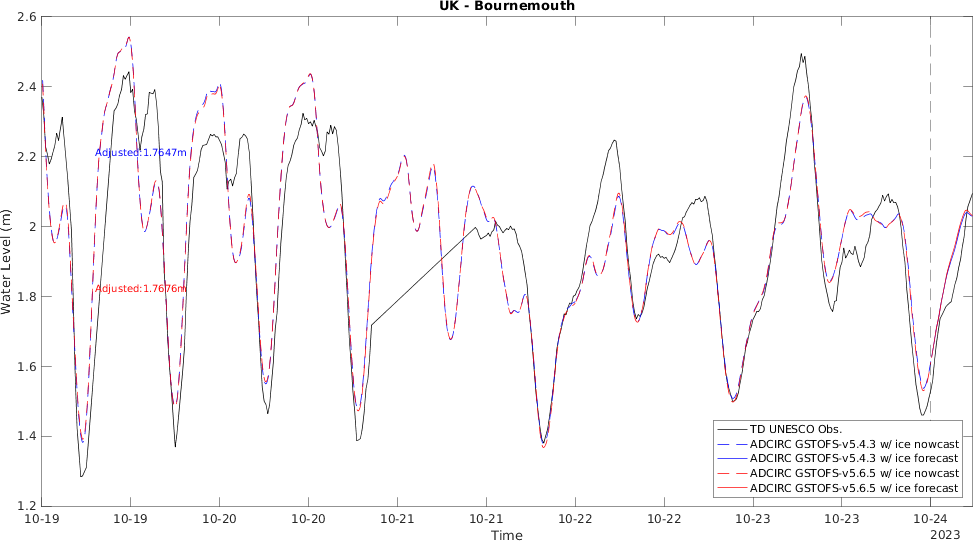 UK - Bournemouth
2.6
2.4
2.2
2
1.8
1.6
1.4
1.2
Water Level (m)
Adjusted:1.7647m
Adjusted:1.7676m
TD UNESCO Obs.
ADCIRC GSTOFS-v5.4.3 w/ ice nowcast
ADCIRC GSTOFS-v5.4.3 w/ ice forecast
ADCIRC GSTOFS-v5.6.5 w/ ice nowcast
ADCIRC GSTOFS-v5.6.5 w/ ice forecast
10-19 10-19 10-20 10-20 10-21 10-21 10-22 10-22 10-23 10-23 10-24
Time
2023